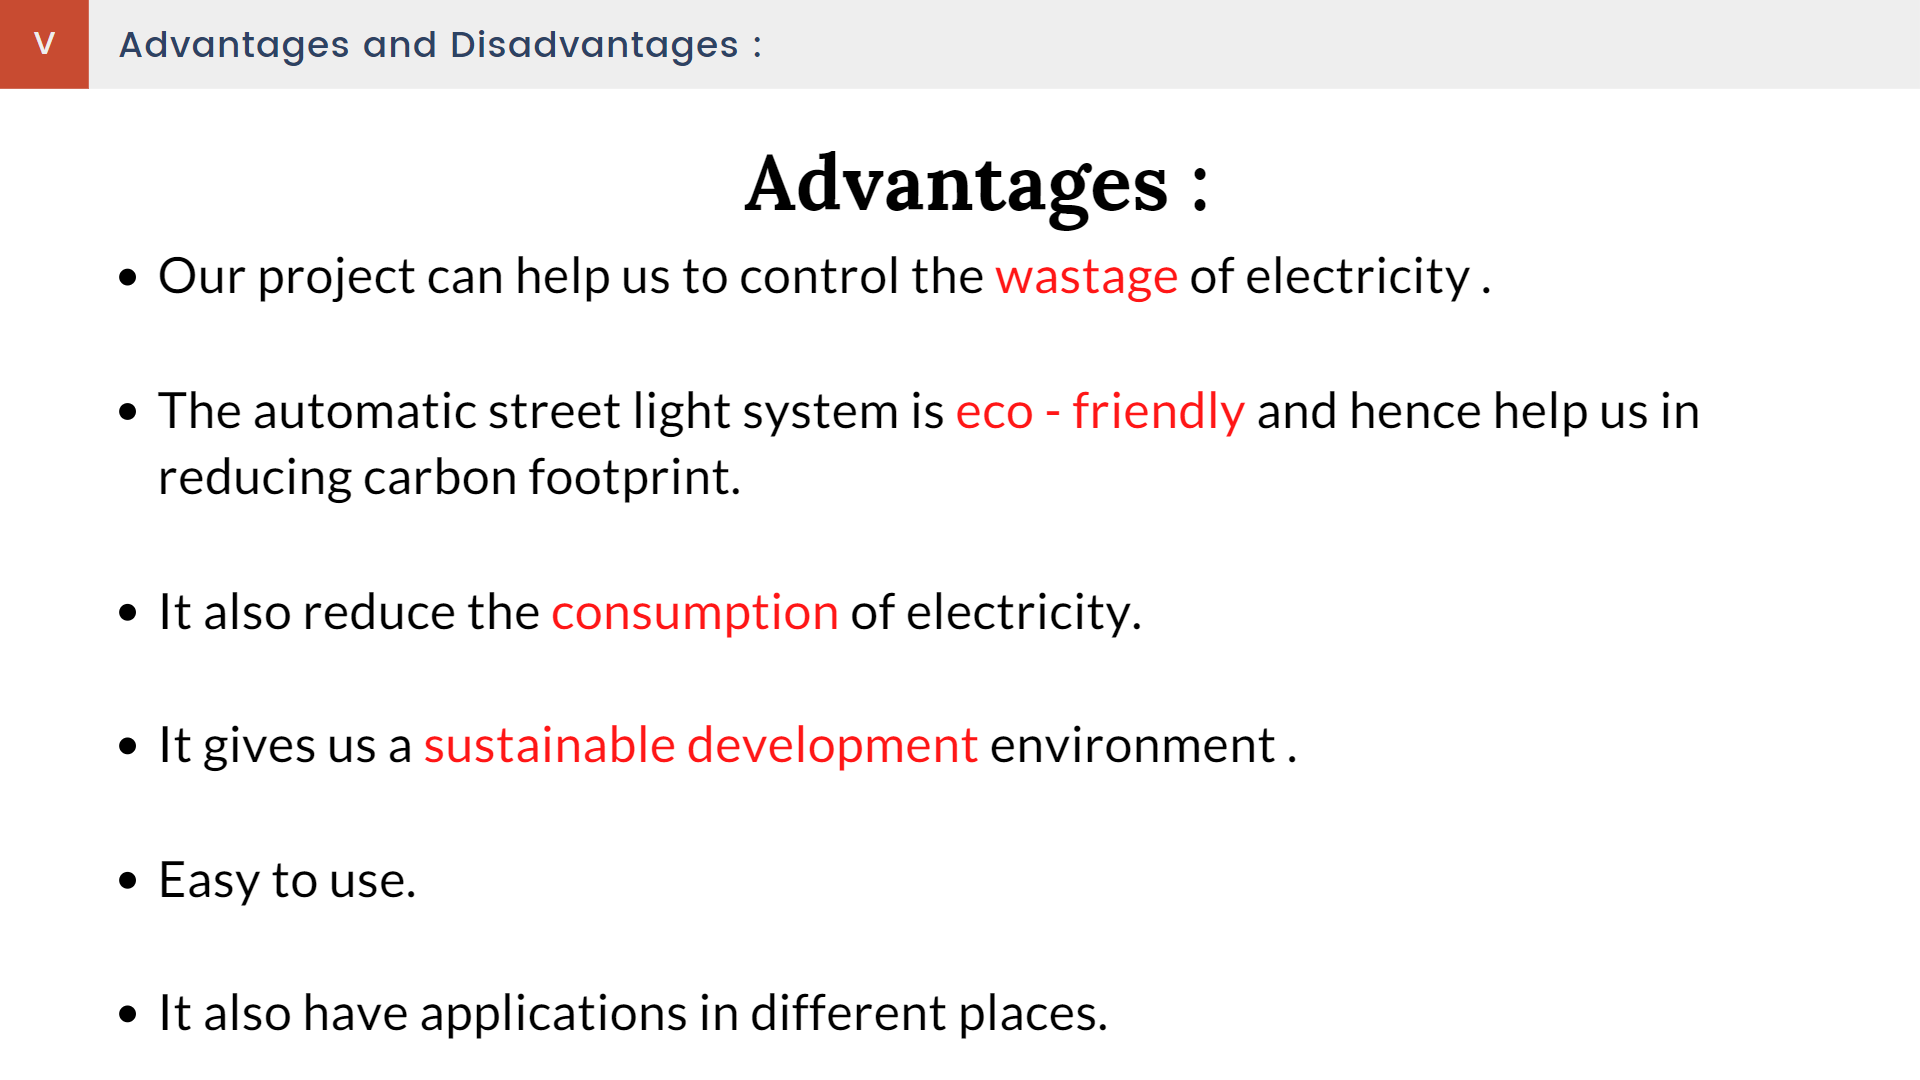 V
Advantages and Disadvantages :
Advantages :
• Our project can help us to control the wastage of electricity .
• The automatic street light system is eco - friendly and hence help us in
reducing carbon footprint.
• It also reduce the consumption of electricity.
• It gives us a sustainable development environment .
• Easy to use.
• It also have applications in different places.